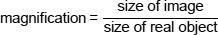 magnification = size of image / size of real object